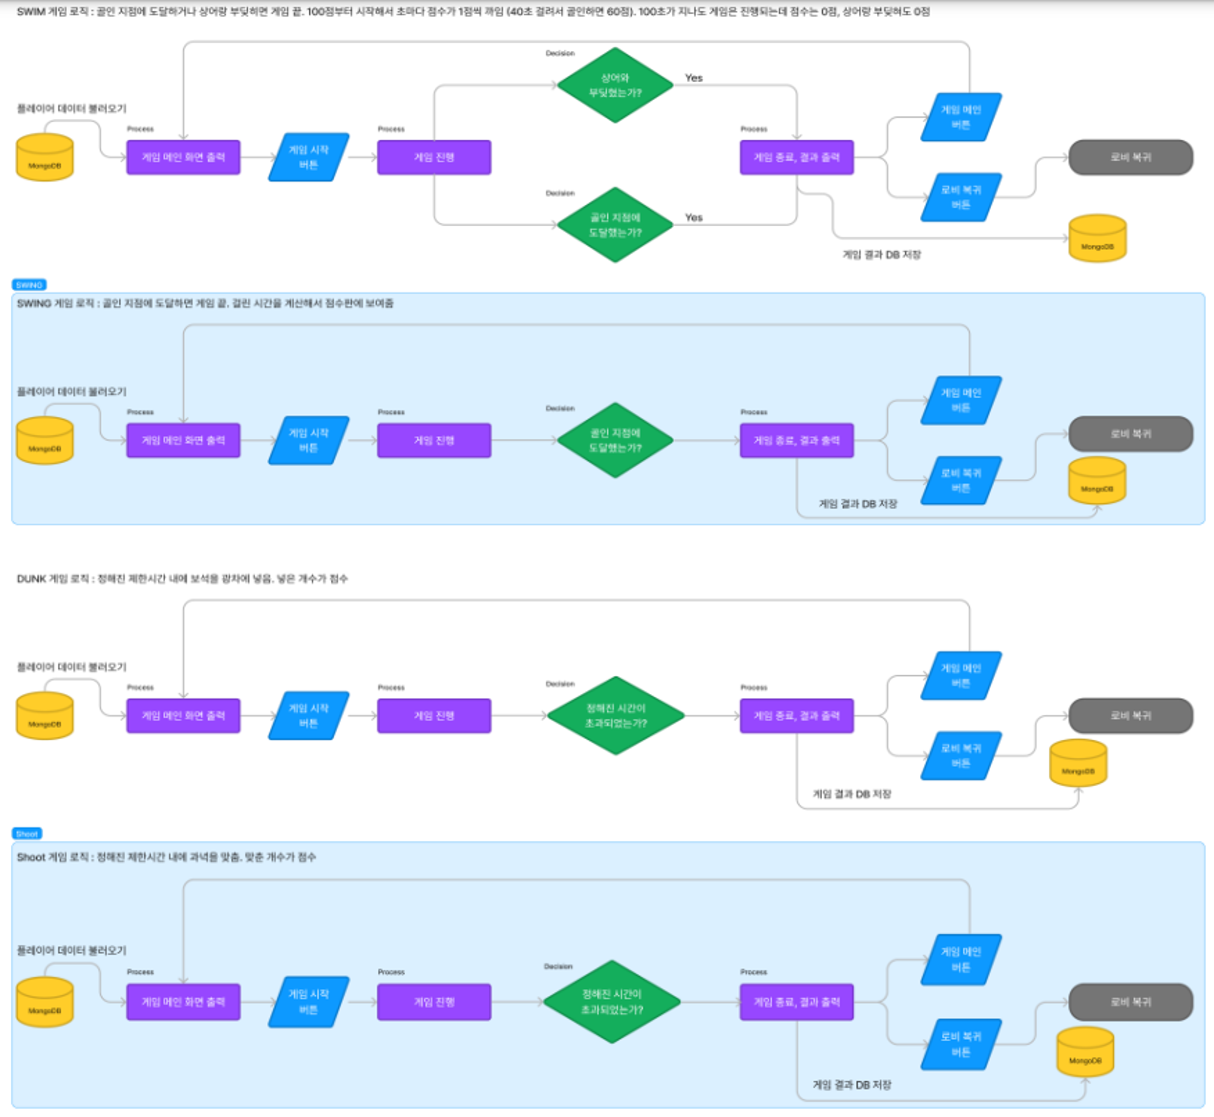 SWIM 게임 로직 : 골인 지점에 도달하거나 상어랑 부딪히면 게임 끝. 100점부터 시작해서 초마다 점수가 1점씩 까임 (40초 걸려서 골인하면 60점). 100초가 지나도 게임은 진행되는데 점수는 0점, 상어랑 부딪혀도 0점
Decision
상어와
부딪혔는가?
Yes
플레이어 데이터 불러오기
MongoDB
Process
게임 메인 화면 출력
게임 시작
버튼
Process
게임 진행
Process
게임 종료, 결과 출력
게임 메인
버튼
로비 복귀
Decision
골인 지점에
도달했는가?
Yes
로비 복귀
버튼
게임 결과 DB 저장
MongoDB
SWING
SWING 게임 로직 : 골인 지점에 도달하면 게임 끝. 걸린 시간을 계산해서 점수판에 보여줌
플레이어 데이터 불러오기
MongoDB
Process
게임 메인 화면 출력
게임 시작
버튼
Process
게임 진행
Decision
골인 지점에
도달했는가?
Process
게임 종료, 결과 출력
게임 메인
버튼
로비 복귀
로비 복귀
버튼
MongoDB
게임 결과 DB 저장
DUNK 게임 로직 : 정해진 제한시간 내에 보석을 광차에 넣음. 넣은 개수가 점수
플레이어 데이터 불러오기
MongoDB
Process
게임 메인 화면 출력
게임 시작
버튼
Process
게임 진행
Decision
정해진 시간이
초과되었는가?
Process
게임 종료, 결과 출력
게임 메인
버튼
로비 복귀
로비 복귀
버튼
MongoDB
게임 결과 DB 저장
Shoot
Shoot 게임 로직 : 정해진 제한시간 내에 과녁을 맞춤. 맞춘 개수가 점수
플레이어 데이터 불러오기
MongoDB
Process
게임 메인 화면 출력
게임 시작
버튼
Process
게임 진행
Decision
정해진 시간이
초과되었는가?
Process
게임 종료, 결과 출력
게임 메인
버튼
로비 복귀
로비 복귀
버튼
MongoDB
게임 결과 DB 저장